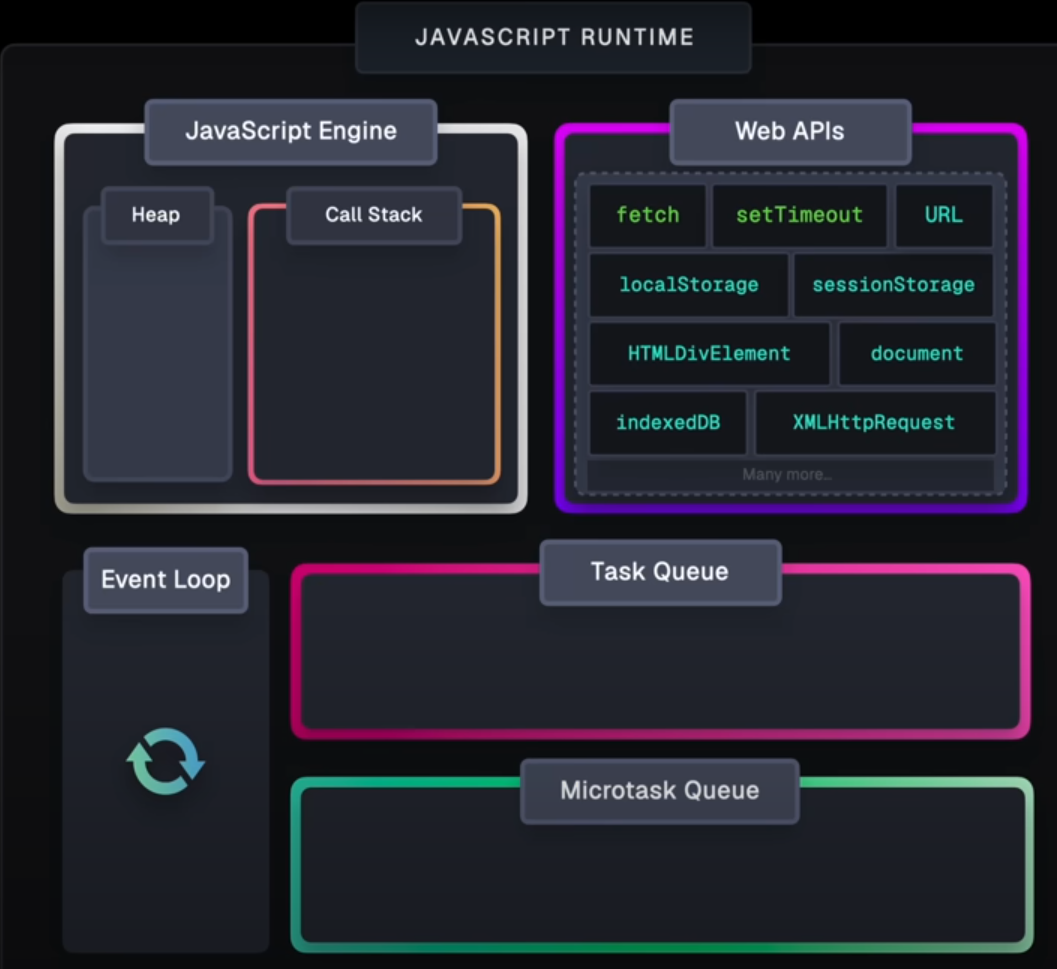 JAVASCRIPT RUNTIME
JavaScript Engine
Heap
Call Stack
Web APIs
fetch
setTimeout
URL
localStorage
sessionStorage
HTMLDivElement
document
indexedDB
XMLHttpRequest
Many more...
Event Loop
Task Queue
Microtask Queue